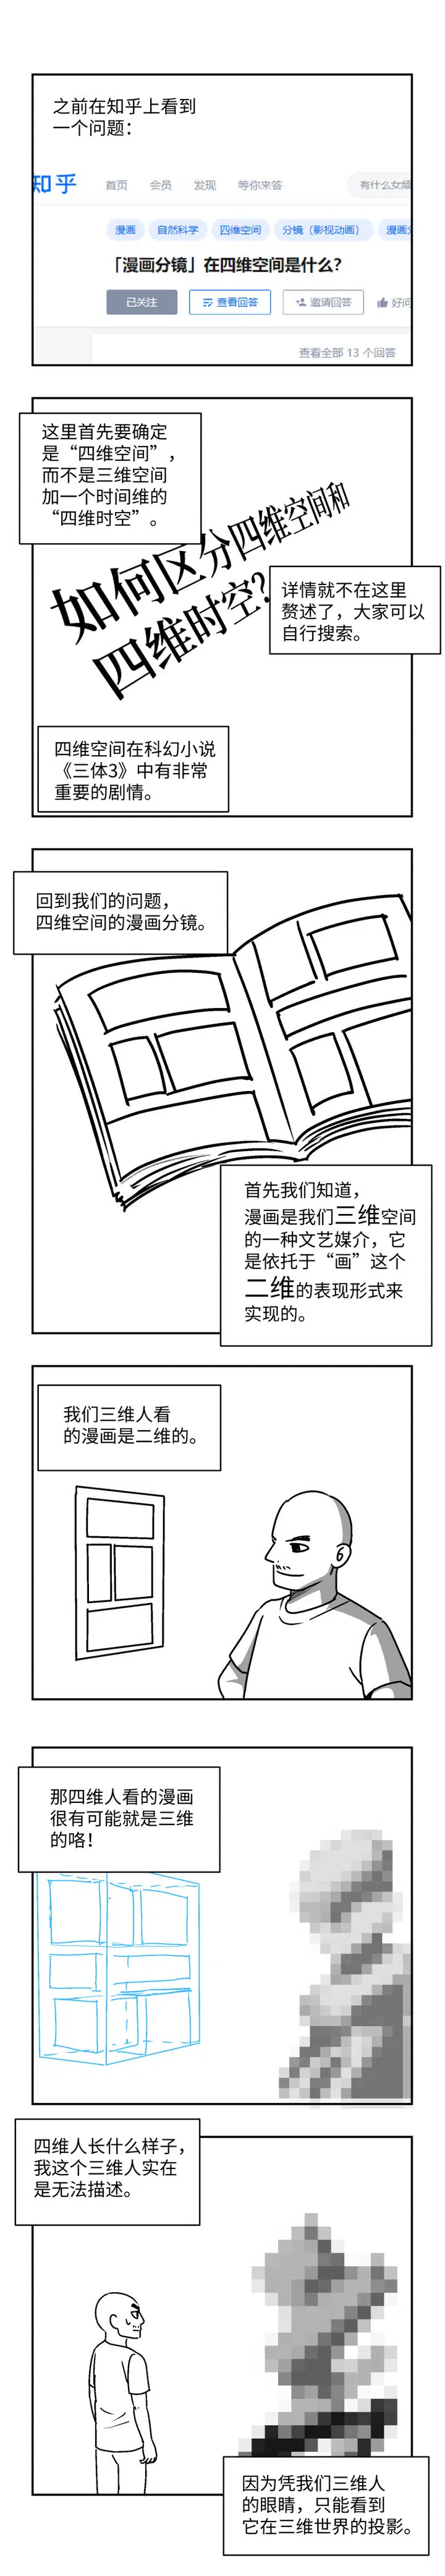 之前在知乎上看到
一个问题：
知乎
首页 会员 发现 等你来答
有什么女
漫画 自然科学 四维空间 分镜（影视动画） 漫画
「漫画分镜」在四维空间是什么？
已关注 查看回答 邀请回答 好问
查看全部 13 个回答
这里首先要确定
是“四维空间”，
而不是三维空间
加一个时间维的
“四维时空”。
如何区分四维空间和
四维时空？
详情就不在这里
赘述了，大家可以
自行搜索。
四维空间在科幻小说
《三体3》中有非常
重要的剧情。
回到我们的问题，
四维空间的漫画分镜。
首先我们知道，
漫画是我们三维空间
的一种文艺媒介，它
是依托于“画”这个
二维的表现形式来
实现的。
我们三维人看
的漫画是二维的。
那四维人看的漫画
很有可能就是三维
的咯！
四维人长什么样子，
我这个三维人实在
是无法描述。
因为凭我们三维人
的眼睛，只能看到
它在三维世界的投影。